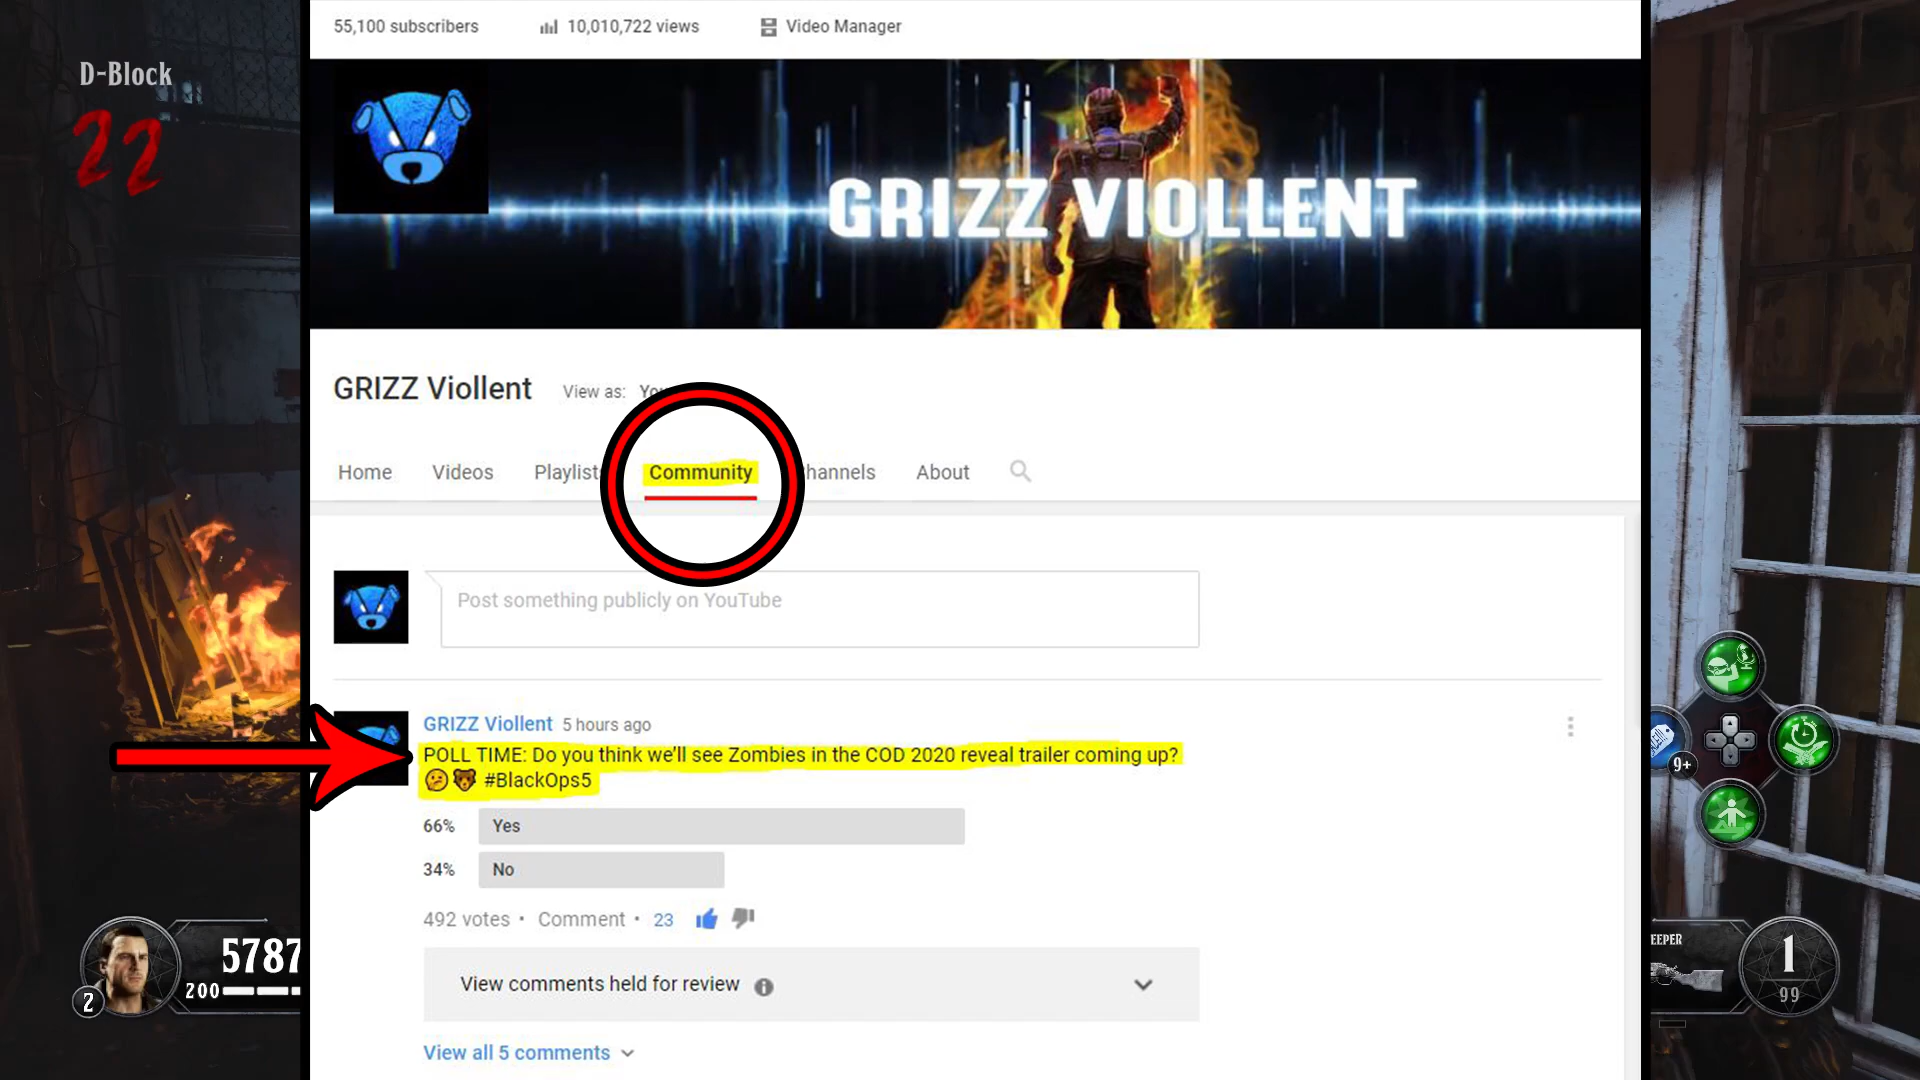 55,100 subscribers 10,010,722 views Video Manager
D-Block
22
GRIZZ VIOLLENT
GRIZZ Viollent View as:
Home Videos Playlist Community hannels About
Post something publicly on YouTube
GRIZZ Viollent 5 hours ago
POLL TIME: Do you think we'll see Zombies in the COD 2020 reveal trailer coming up?
🤔🐻 #BlackOps5
9+
66% Yes
34% No
492 votes • Comment • 23
5787
200
2
EEPER
1
99
View comments held for review
View all 5 comments